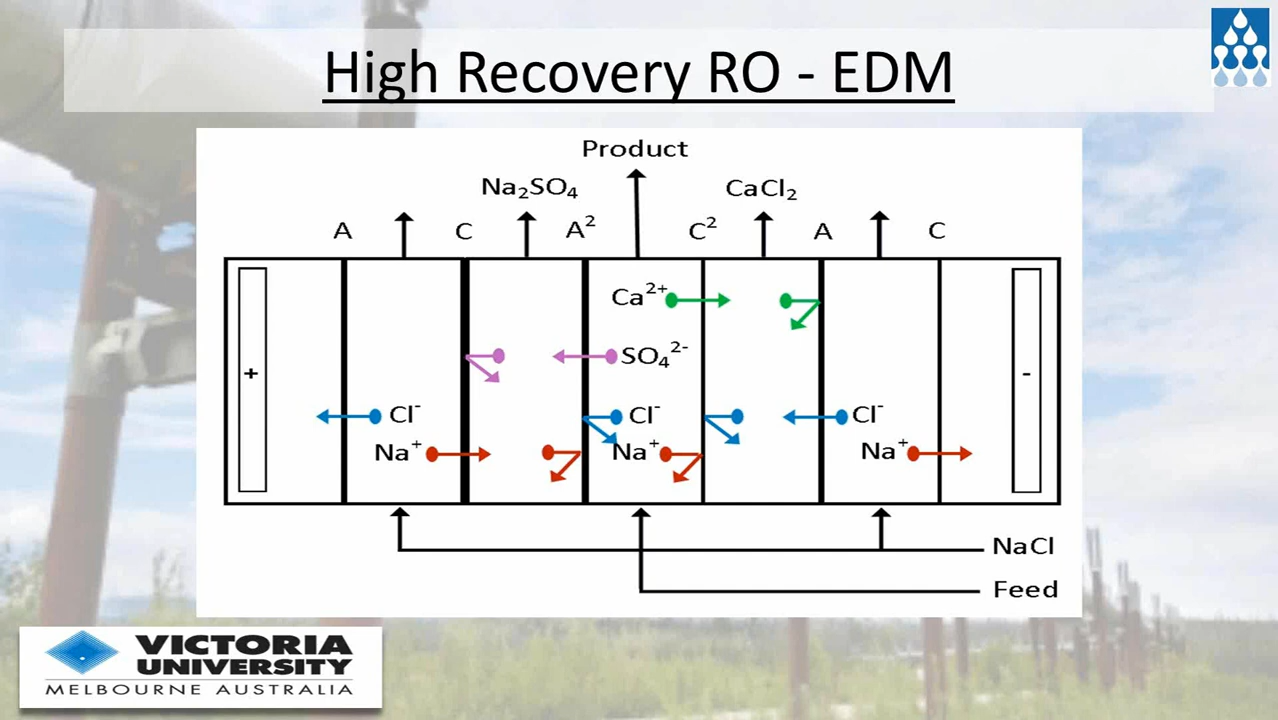 High Recovery RO - EDM
Product
Na₂SO₄ CaCl₂
A C A² C² A C
Ca²⁺
SO₄²⁻
+ -
Cl⁻ Cl⁻ Cl⁻
Na⁺ Na⁺ Na⁺
NaCl
Feed
VICTORIA
UNIVERSITY
MELBOURNE AUSTRALIA